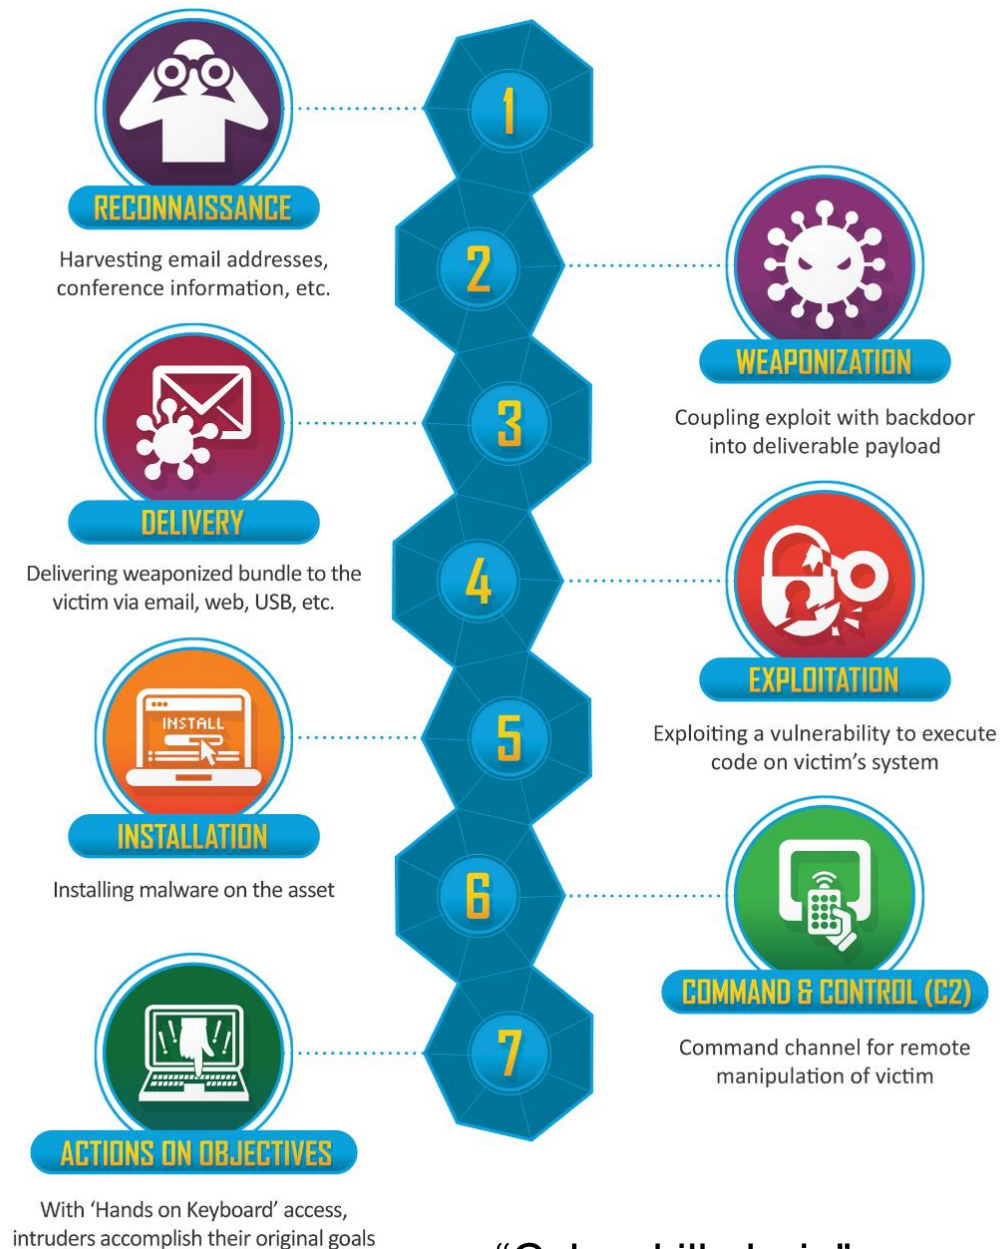 1
RECONNAISSANCE
Harvesting email addresses,
conference information, etc.
2
WEAPONIZATION
Coupling exploit with backdoor
into deliverable payload
3
DELIVERY
Delivering weaponized bundle to the
victim via email, web, USB, etc.
4
EXPLOITATION
Exploiting a vulnerability to execute
code on victim’s system
5
INSTALL
INSTALLATION
Installing malware on the asset
6
COMMAND & CONTROL (C2)
Command channel for remote
manipulation of victim
7
ACTIONS ON OBJECTIVES
With ‘Hands on Keyboard’ access,
intruders accomplish their original goals